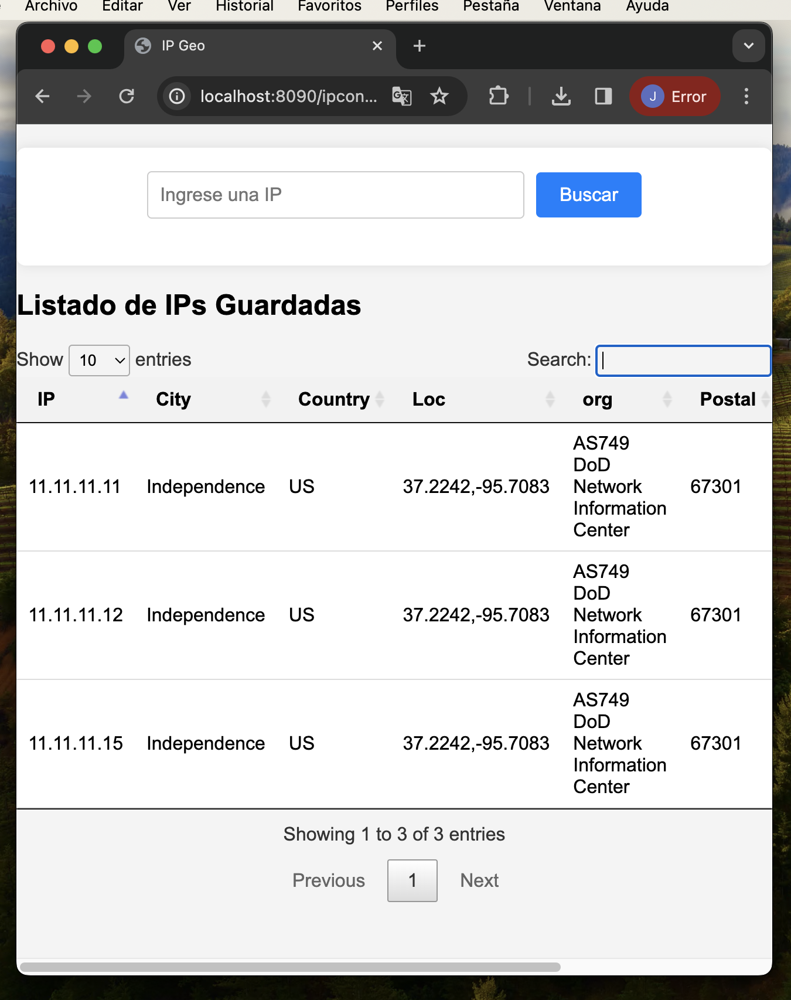 Archivo Editar Ver Historial Favoritos Perfiles Pestaña Ventana Ayuda
IP Geo
localhost:8090/ipcon...
J Error
Ingrese una IP
Buscar
Listado de IPs Guardadas
Show 10 entries
Search:
IP City Country Loc org Postal
11.11.11.11 Independence US 37.2242,-95.7083 AS749
DoD
Network
Information
Center 67301
11.11.11.12 Independence US 37.2242,-95.7083 AS749
DoD
Network
Information
Center 67301
11.11.11.15 Independence US 37.2242,-95.7083 AS749
DoD
Network
Information
Center 67301
Showing 1 to 3 of 3 entries
Previous 1 Next